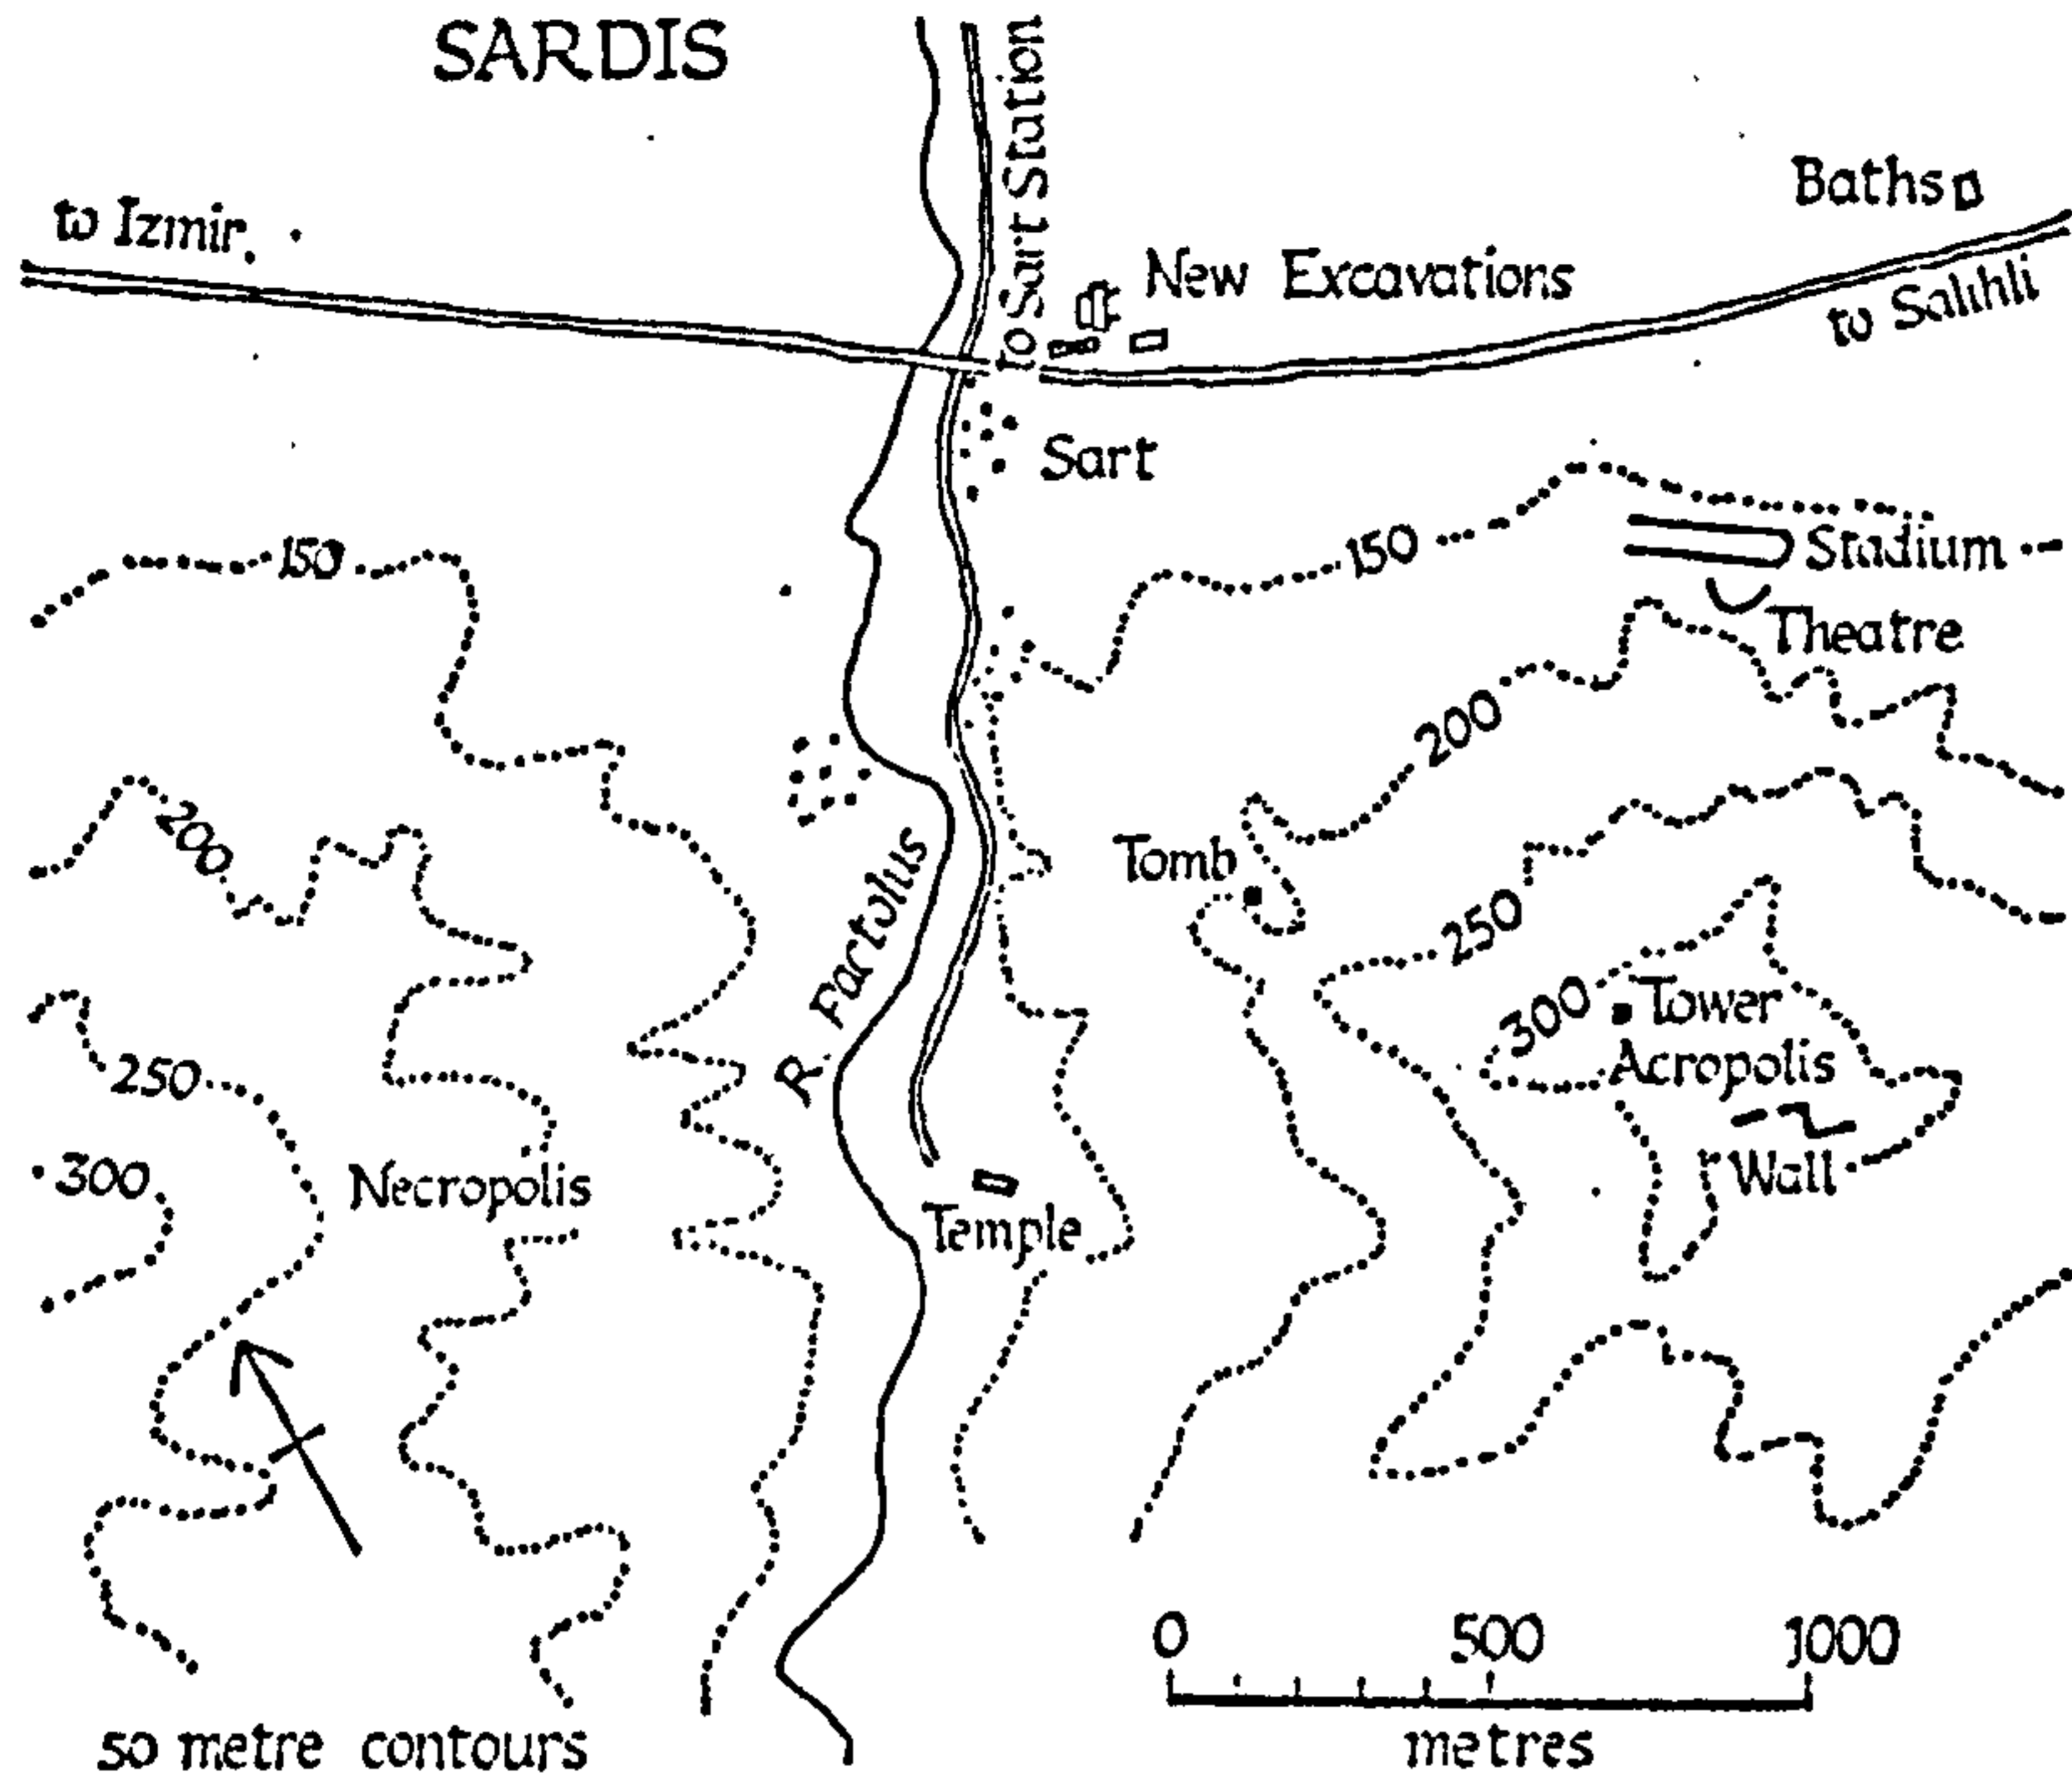 SARDIS
to Sart Station
to Izmir
Baths
New Excavations
to Salihli
Sart
150
150
Stadium
Theatre
200
200
Tomb
250
R. Pactolus
300
Tower
Acropolis
250
Wall
300
Necropolis
Temple
0 500 1000
metres
50 metre contours